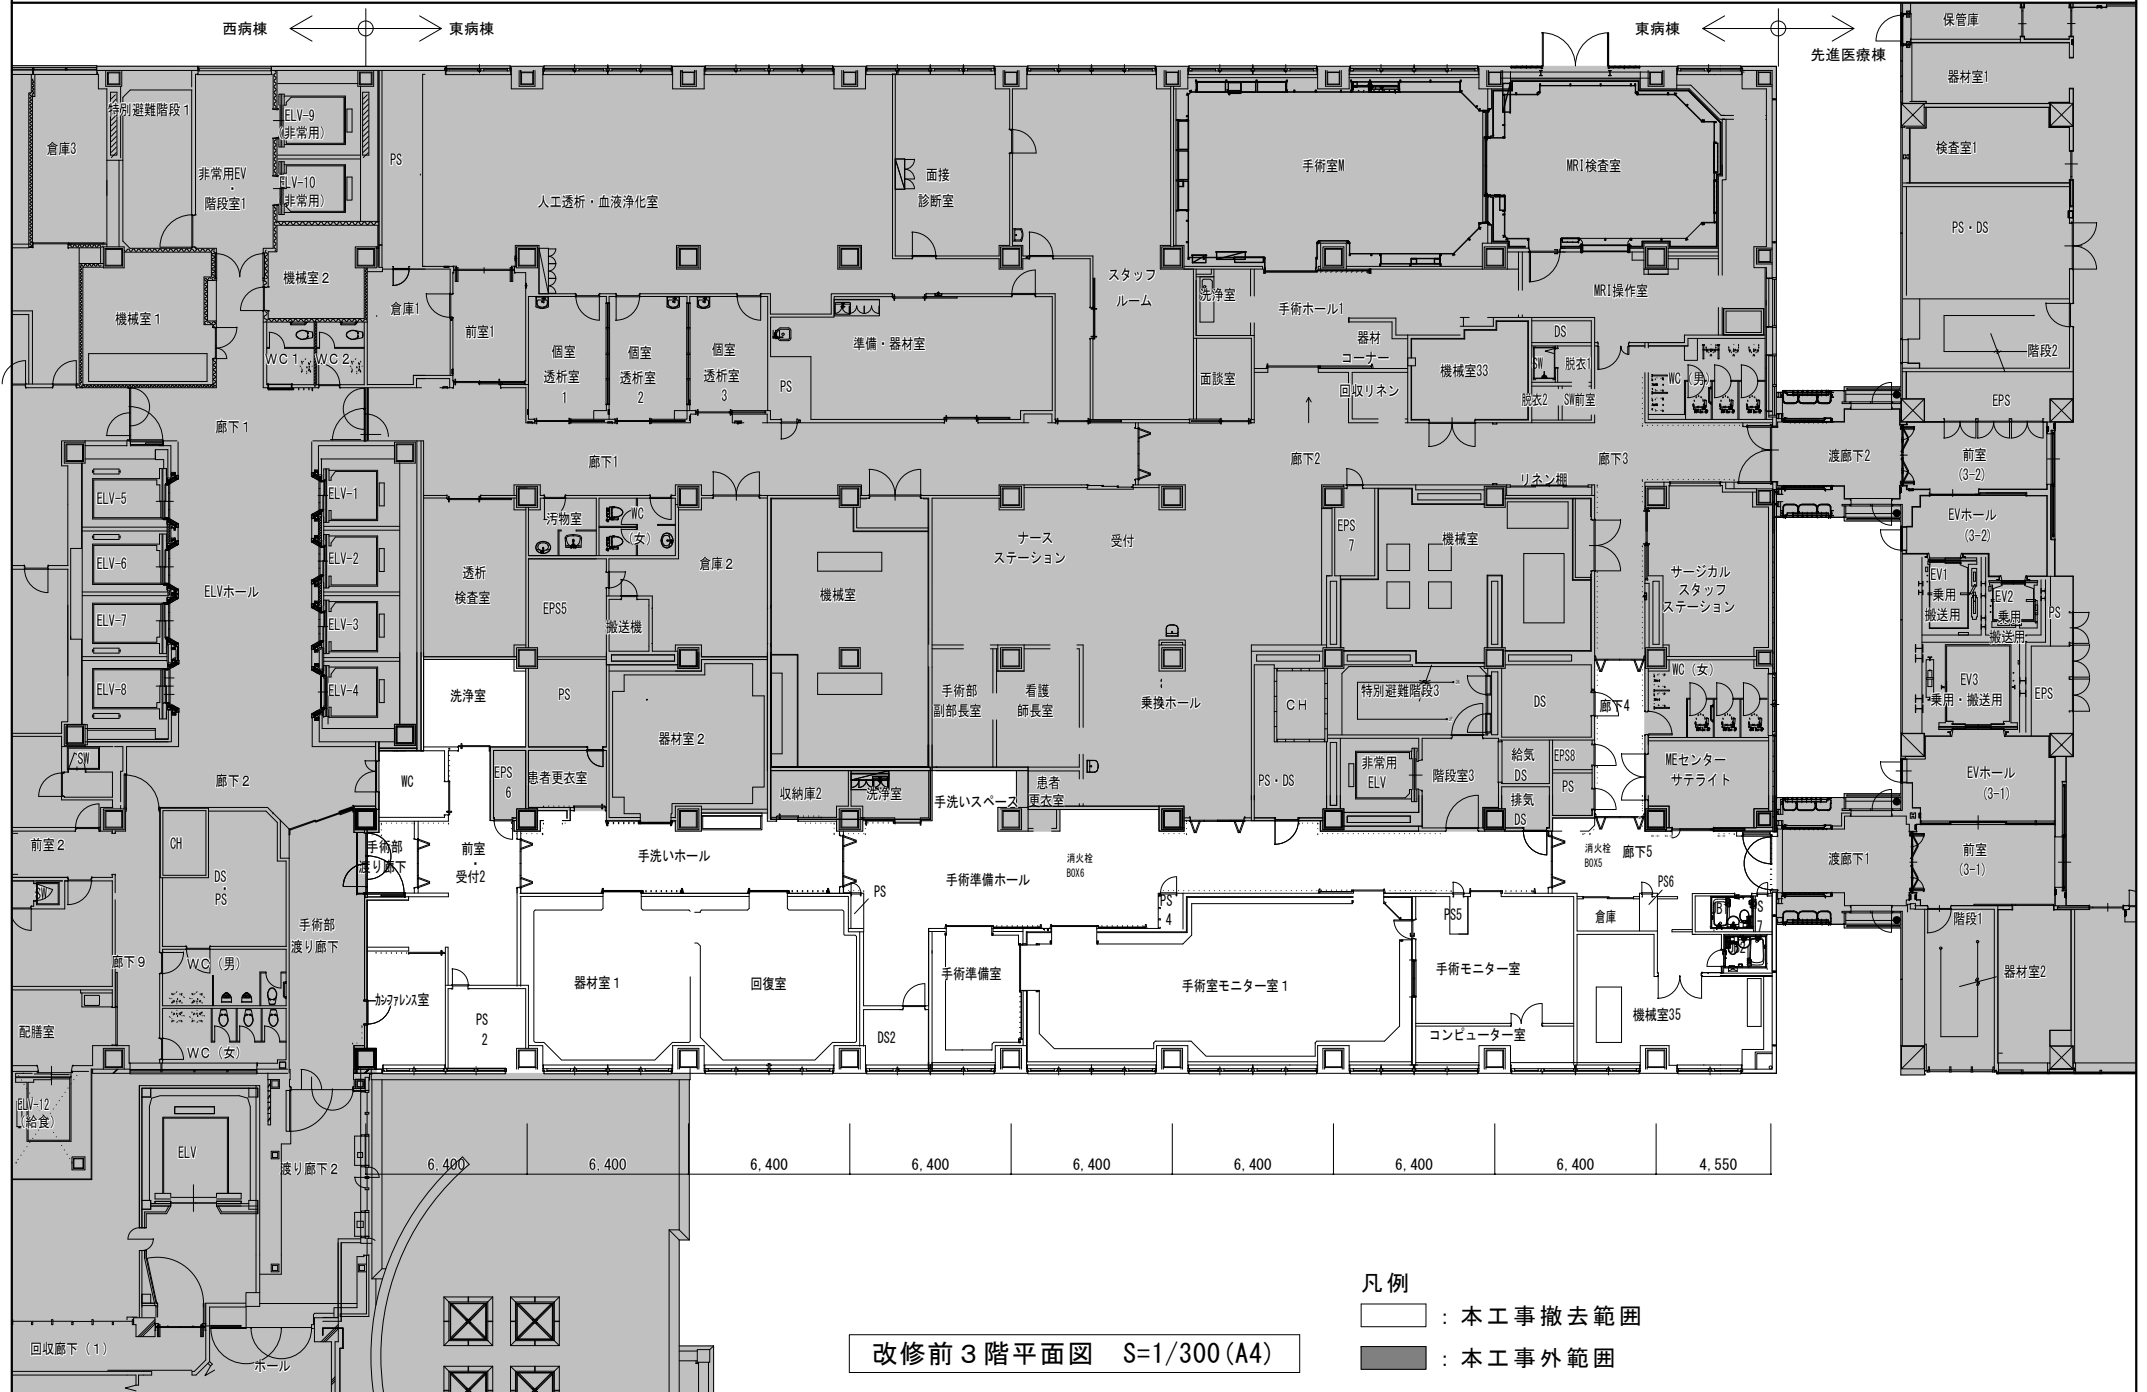 西病棟
東病棟
東病棟
先進医療棟
保管庫
器材室1
検査室1
PS・DS
階段2
EPS
倉庫3
特別避難階段1
非常用EV
・
階段室1
ELV-9
(非常用)
ELV-10
(非常用)
PS
人工透析・血液浄化室
面接
診断室
手術室M
MRI検査室
機械室1
機械室2
WC1
WC2
倉庫1
前室1
個室
透析室
1
個室
透析室
2
個室
透析室
3
PS
準備・器材室
スタッフ
ルーム
洗浄室
面談室
手術ホール1
器材
コーナー
回収リネン
機械室33
MRI操作室
DS
SW
脱衣1
脱衣2
SW前室
WC(男)
廊下1
廊下1
廊下2
廊下3
リネン棚
渡廊下2
前室
(3-2)
EVホール
(3-2)
EV1
乗用
搬送用
EV2
乗用
搬送用
PS
EV3
乗用・搬送用
EPS
EVホール
(3-1)
ELV-5
ELV-6
ELV-7
ELV-8
ELVホール
ELV-1
ELV-2
ELV-3
ELV-4
透析
検査室
汚物室
WC
(女)
EPS5
搬送機
倉庫2
機械室
ナース
ステーション
受付
EPS
7
機械室
サージカル
スタッフ
ステーション
洗浄室
PS
器材室2
手術部
副部長室
看護
師長室
乗換ホール
CH
特別避難階段3
DS
廊下4
WC(女)
SW
廊下2
WC
EPS
6
患者更衣室
収納庫2
洗浄室
手洗いスペース
患者
更衣室
PS・DS
非常用
ELV
階段室3
給気
DS
排気
DS
EPS8
PS
MEセンター
サテライト
前室2
SW
CH
DS
・
PS
手術部
渡り廊下
手術部
渡り廊下
前室
・
受付2
手洗いホール
PS
手術準備ホール
消火栓
BOX6
PS
4
消火栓
BOX5
廊下5
PS6
PS5
倉庫
渡廊下1
前室
(3-1)
階段1
器材室2
廊下9
WC(男)
WC(女)
配膳室
カンファレンス室
PS
2
器材室1
回復室
DS2
手術準備室
手術室モニター室1
手術モニター室
コンピューター室
機械室35
ELV-12
(給食)
ELV
渡り廊下2
6,400
6,400
6,400
6,400
6,400
6,400
6,400
6,400
4,550
回収廊下(1)
ホール
改修前3階平面図 S=1/300(A4)
凡例
:本工事撤去範囲
:本工事外範囲